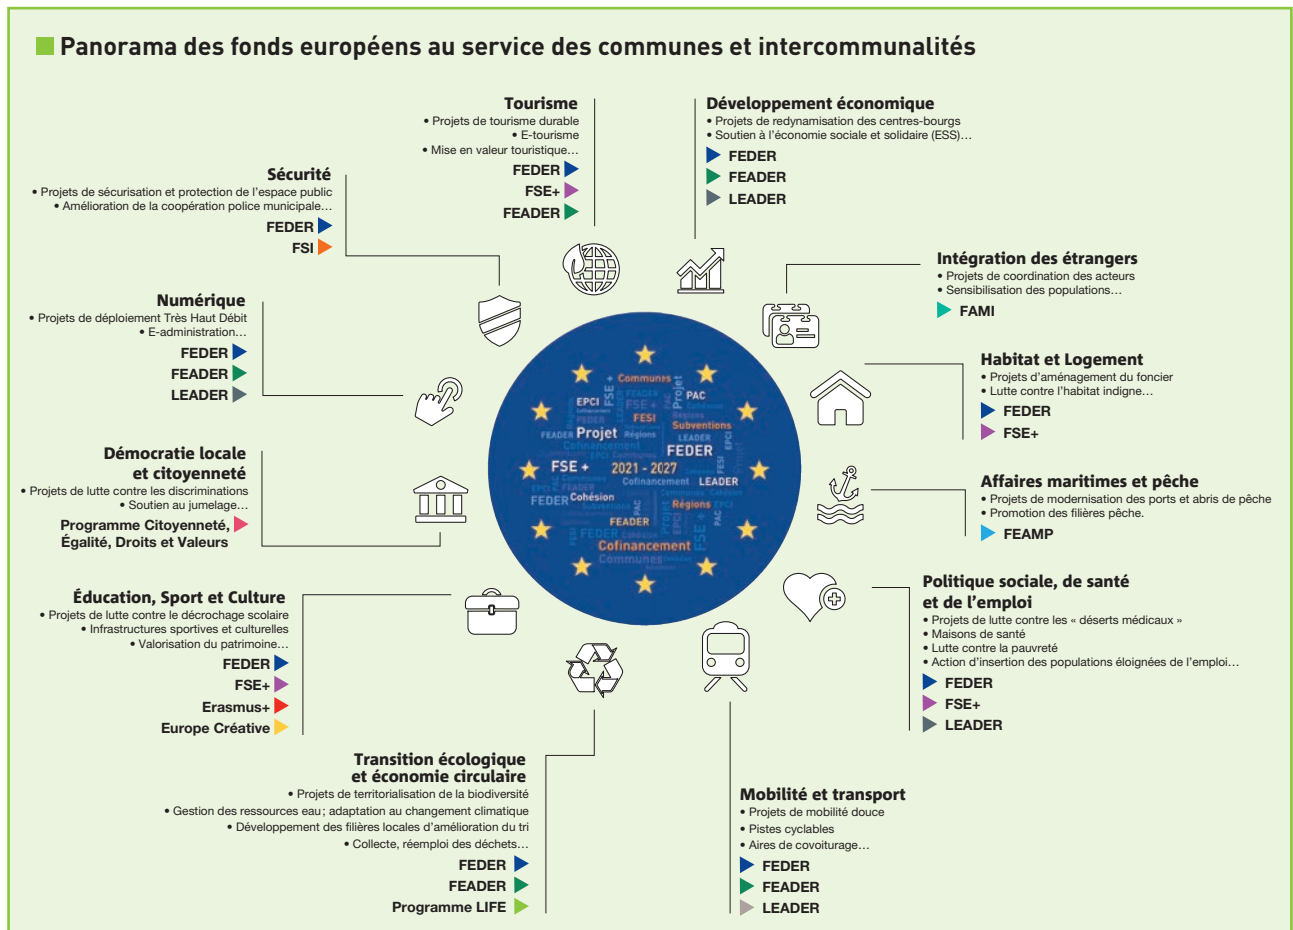 Panorama des fonds européens au service des communes et intercommunalités
Tourisme
• Projets de tourisme durable
• E-tourisme
• Mise en valeur touristique…
FEDER
FSE+
FEADER
Développement économique
• Projets de redynamisation des centres-bourgs
• Soutien à l'économie sociale et solidaire (ESS)…
FEDER
FEADER
LEADER
Sécurité
• Projets de sécurisation et protection de l'espace public
• Amélioration de la coopération police municipale…
FEDER
FSI
Intégration des étrangers
• Projets de coordination des acteurs
• Sensibilisation des populations…
FAMI
Numérique
• Projets de déploiement Très Haut Débit
• E-administration…
FEDER
FEADER
LEADER
Habitat et Logement
• Projets d'aménagement du foncier
• Lutte contre l'habitat indigne…
FEDER
FSE+
Communes
EPCI
FSE +
Projet
PAC
FESI
Subventions
FEADER Projet Régions
LEADER
Cofinancement
FEDER
EPCI
FSE + 2021 - 2027
FESI
Cofinancement LEADER
FEDER Cohésion
Régions
FEADER
PAC
FEDER
FSE +
Cofinancement
Communes
Démocratie locale
et citoyenneté
• Projets de lutte contre les discriminations
• Soutien au jumelage…
Programme Citoyenneté,
Égalité, Droits et Valeurs
Affaires maritimes et pêche
• Projets de modernisation des ports et abris de pêche
• Promotion des filières pêche.
FEAMP
Éducation, Sport et Culture
• Projets de lutte contre le décrochage scolaire
• Infrastructures sportives et culturelles
• Valorisation du patrimoine…
FEDER
FSE+
Erasmus+
Europe Créative
Politique sociale, de santé
et de l'emploi
• Projets de lutte contre les « déserts médicaux »
• Maisons de santé
• Lutte contre la pauvreté
• Action d'insertion des populations éloignées de l'emploi…
FEDER
FSE+
LEADER
Transition écologique
et économie circulaire
• Projets de territorialisation de la biodiversité
• Gestion des ressources eau; adaptation au changement climatique
• Développement des filières locales d'amélioration du tri
• Collecte, réemploi des déchets…
FEDER
FEADER
Programme LIFE
Mobilité et transport
• Projets de mobilité douce
• Pistes cyclables
• Aires de covoiturage…
FEDER
FEADER
LEADER